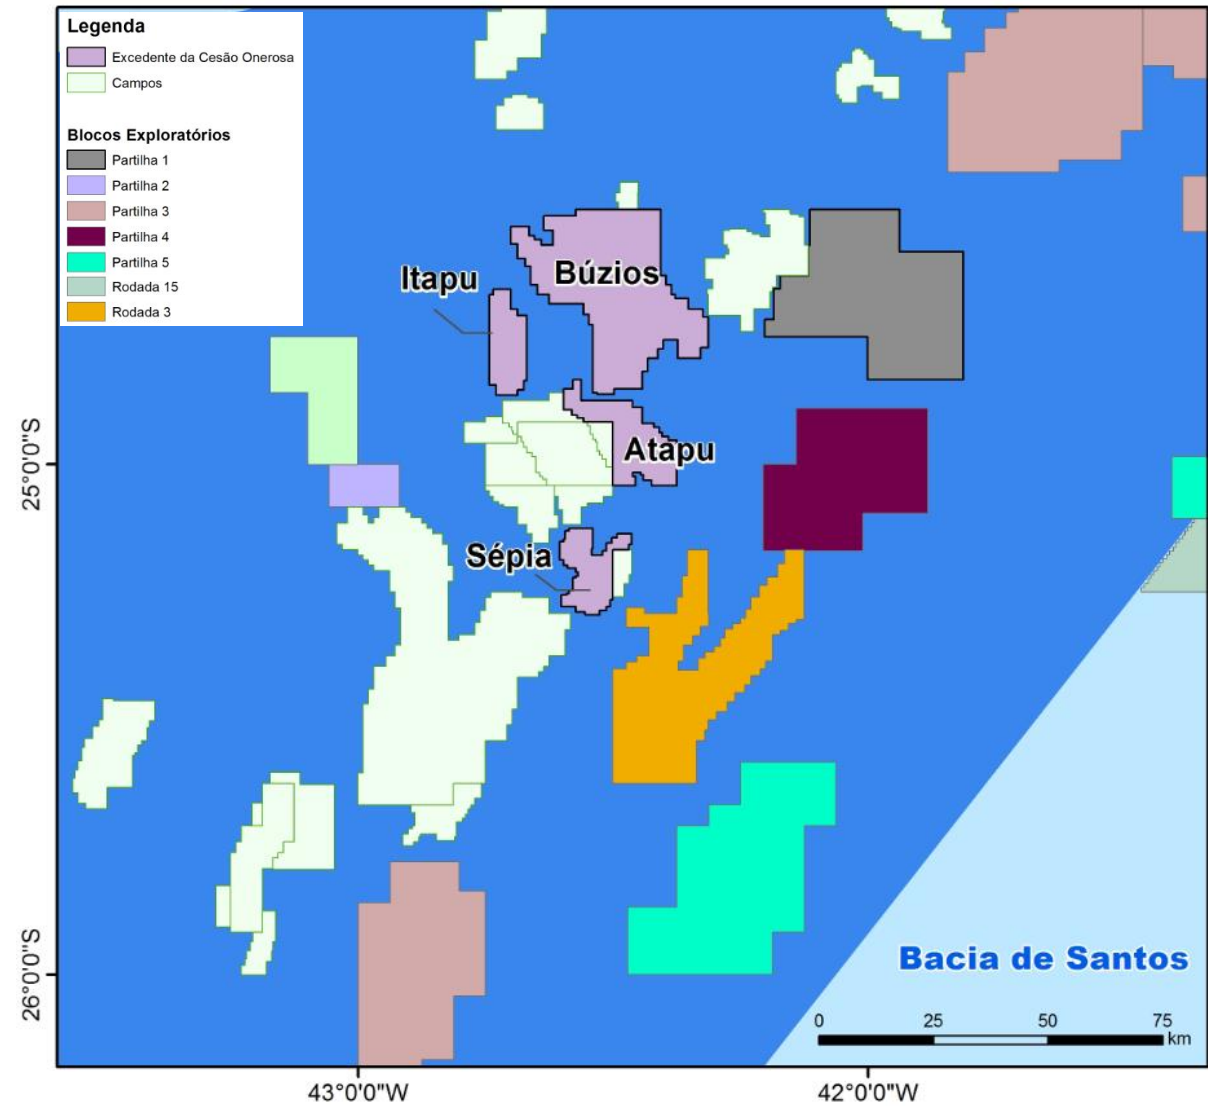 Legenda
Excedente da Cesão Onerosa
Campos
Blocos Exploratórios
Partilha 1
Partilha 2
Partilha 3
Partilha 4
Partilha 5
Rodada 15
Rodada 3
Itapu
Búzios
Atapu
Sépia
25°0'0"S
26°0'0"S
Bacia de Santos
0 25 50 75
km
43°0'0"W
42°0'0"W